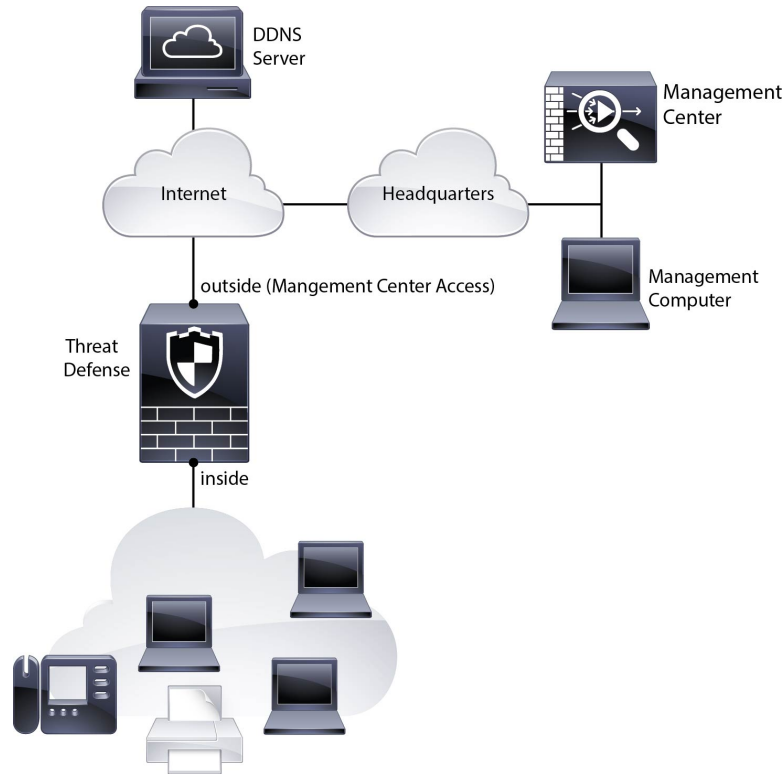 DDNS
Server
Management
Center
Internet
Headquarters
outside (Mangement Center Access)
Management
Computer
Threat
Defense
inside